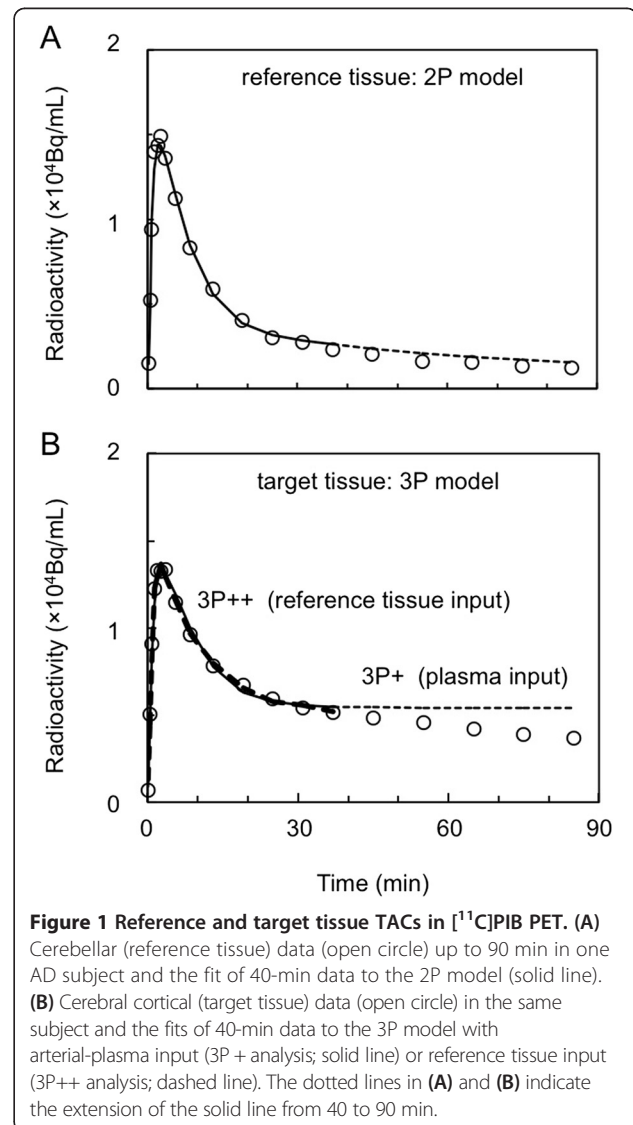 A
2
reference tissue: 2P model
1
Radioactivity (×10⁴Bq/mL)
0
B
2
target tissue: 3P model
3P++ (reference tissue input)
1
3P+ (plasma input)
Radioactivity (×10⁴Bq/mL)
0
0 30 60 90
Time (min)
Figure 1 Reference and target tissue TACs in [¹¹C]PIB PET. (A)
Cerebellar (reference tissue) data (open circle) up to 90 min in one
AD subject and the fit of 40-min data to the 2P model (solid line).
(B) Cerebral cortical (target tissue) data (open circle) in the same
subject and the fits of 40-min data to the 3P model with
arterial-plasma input (3P + analysis; solid line) or reference tissue input
(3P++ analysis; dashed line). The dotted lines in (A) and (B) indicate
the extension of the solid line from 40 to 90 min.